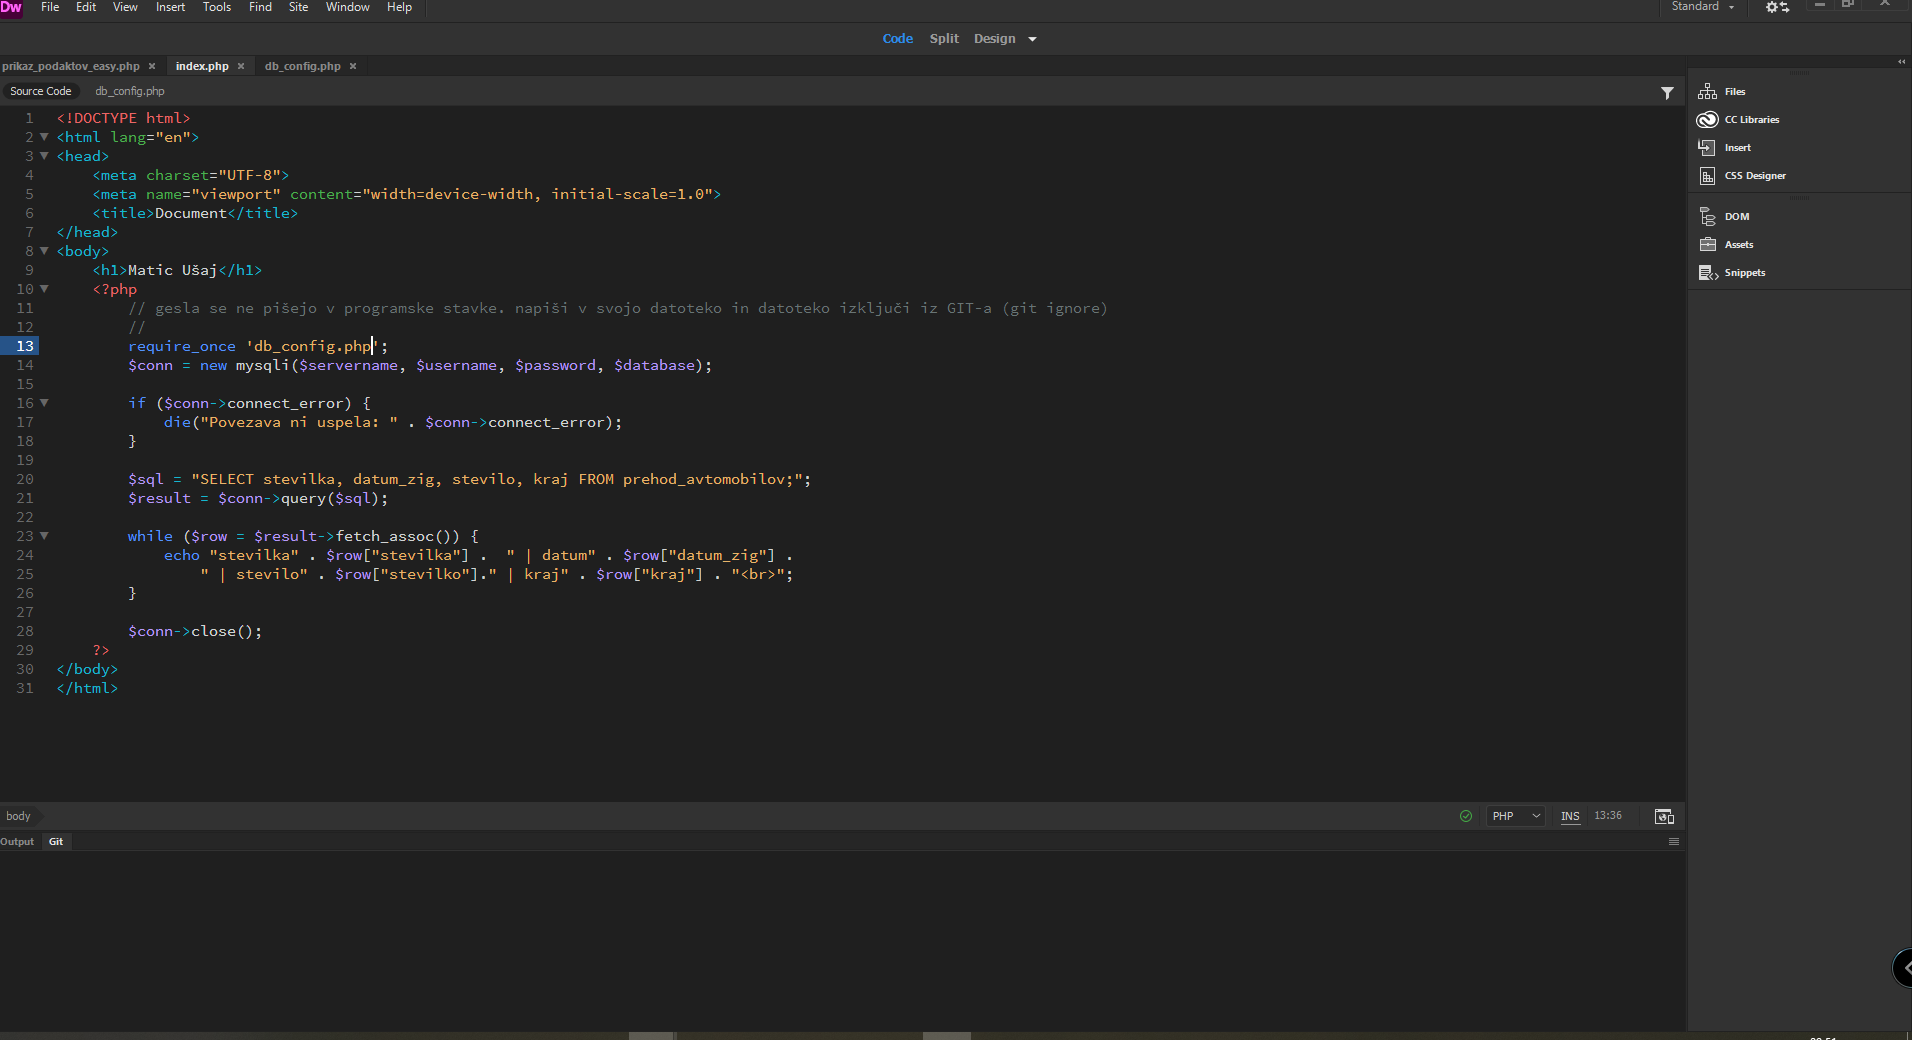 Dw File Edit View Insert Tools Find Site Window Help Standard
Code Split Design
prikaz_podaktov_easy.php × index.php × db_config.php ×
Source Code db_config.php
1 <!DOCTYPE html>
2 <html lang="en">
3 <head>
4 <meta charset="UTF-8">
5 <meta name="viewport" content="width=device-width, initial-scale=1.0">
6 <title>Document</title>
7 </head>
8 <body>
9 <h1>Matic Ušaj</h1>
10 <?php
11 // gesla se ne pišejo v programske stavke. napiši v svojo datoteko in datoteko izključi iz GIT-a (git ignore)
12 //
13 require_once 'db_config.php';
14 $conn = new mysqli($servername, $username, $password, $database);
15
16 if ($conn->connect_error) {
17 die("Povezava ni uspela: " . $conn->connect_error);
18 }
19
20 $sql = "SELECT stevilka, datum_zig, stevilo, kraj FROM prehod_avtomobilov;";
21 $result = $conn->query($sql);
22
23 while ($row = $result->fetch_assoc()) {
24 echo "stevilka" . $row["stevilka"] .  " | datum" . $row["datum_zig"] .
25 " | stevilo" . $row["stevilko"]." | kraj" . $row["kraj"] . "<br>";
26 }
27
28 $conn->close();
29 ?>
30 </body>
31 </html>
Files
CC Libraries
Insert
CSS Designer
DOM
Assets
Snippets
body PHP INS 13:36
Output Git